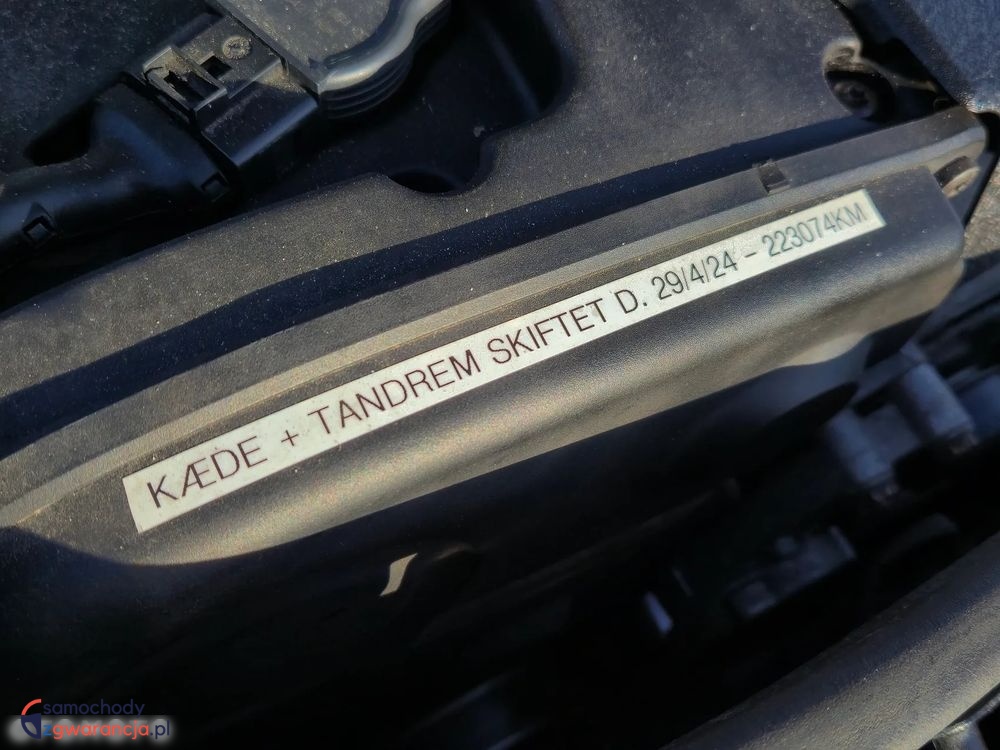 KÆDE + TANDREM SKIFTET D. 29/4/24 - 223074KM
samochody
zgwarancja.pl